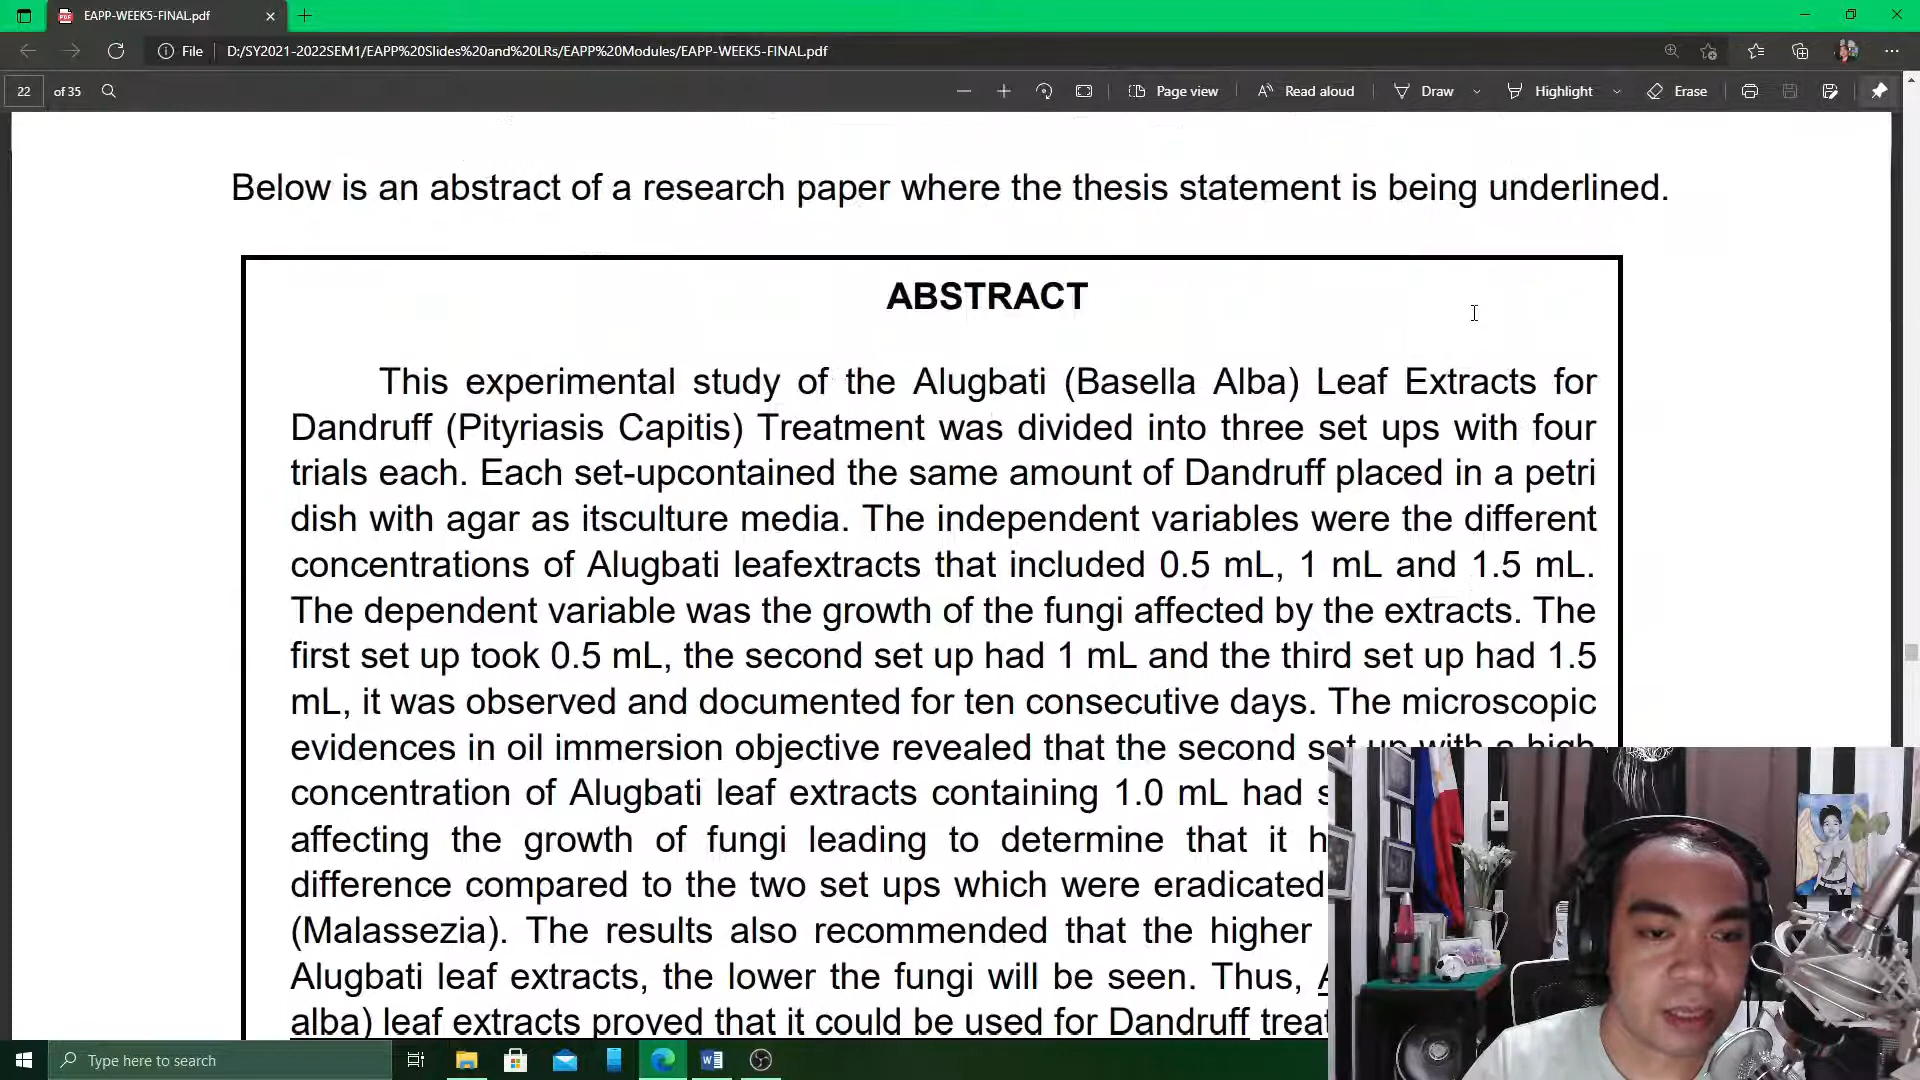 EAPP-WEEK5-FINAL.pdf
File D:/SY2021-2022SEM1/EAPP%20Slides%20and%20LRs/EAPP%20Modules/EAPP-WEEK5-FINAL.pdf
22 of 35 Page view Read aloud Draw Highlight Erase
Below is an abstract of a research paper where the thesis statement is being underlined.
ABSTRACT
This experimental study of the Alugbati (Basella Alba) Leaf Extracts for
Dandruff (Pityriasis Capitis) Treatment was divided into three set ups with four
trials each. Each set-upcontained the same amount of Dandruff placed in a petri
dish with agar as itsculture media. The independent variables were the different
concentrations of Alugbati leafextracts that included 0.5 mL, 1 mL and 1.5 mL.
The dependent variable was the growth of the fungi affected by the extracts. The
first set up took 0.5 mL, the second set up had 1 mL and the third set up had 1.5
mL, it was observed and documented for ten consecutive days. The microscopic
evidences in oil immersion objective revealed that the second set up with a high
concentration of Alugbati leaf extracts containing 1.0 mL had
affecting the growth of fungi leading to determine that it
difference compared to the two set ups which were eradicated
(Malassezia). The results also recommended that the higher
Alugbati leaf extracts, the lower the fungi will be seen. Thus,
alba) leaf extracts proved that it could be used for Dandruff
Type here to search